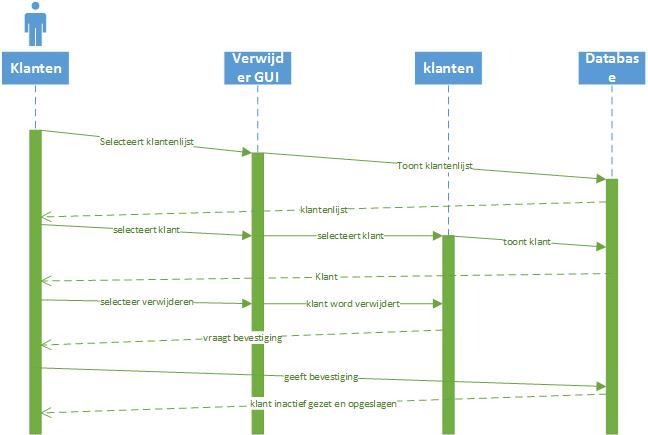 Klanten
Verwijd
er GUI
klanten
Databas
e
Selecteert klantenlijst
Toont klantenlijst
klantenlijst
selecteert klant
selecteert klant
toont klant
Klant
selecteer verwijderen
klant word verwijdert
vraagt bevestiging
geeft bevestiging
klant inactief gezet en opgeslagen